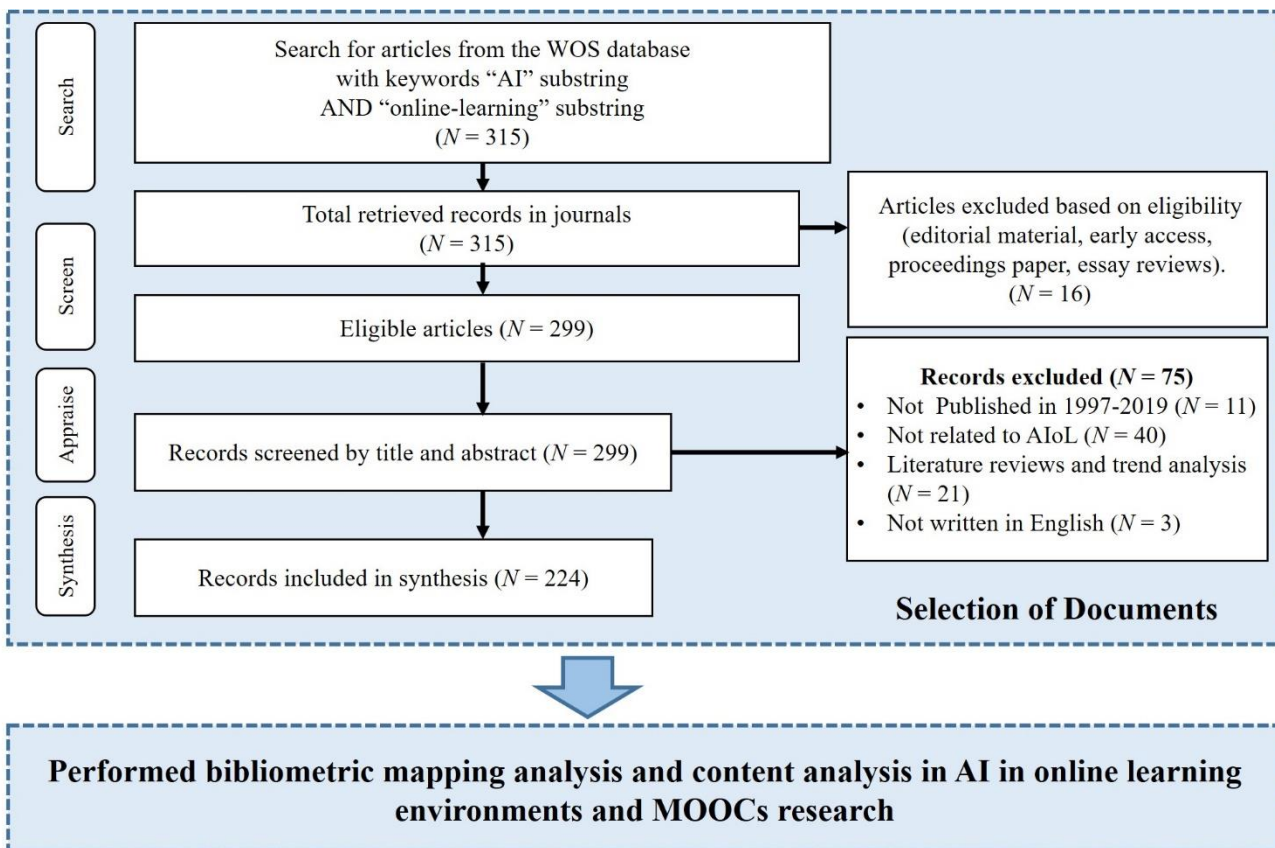 Search
Search for articles from the WOS database
with keywords “AI” substring
AND “online-learning” substring
(N = 315)
Total retrieved records in journals
(N = 315)
Articles excluded based on eligibility
(editorial material, early access,
proceedings paper, essay reviews).
(N = 16)
Screen
Eligible articles (N = 299)
Appraise
Records screened by title and abstract (N = 299)
Records excluded (N = 75)
• Not Published in 1997-2019 (N = 11)
• Not related to AIoL (N = 40)
• Literature reviews and trend analysis
(N = 21)
• Not written in English (N = 3)
Synthesis
Records included in synthesis (N = 224)
Selection of Documents
Performed bibliometric mapping analysis and content analysis in AI in online learning
environments and MOOCs research